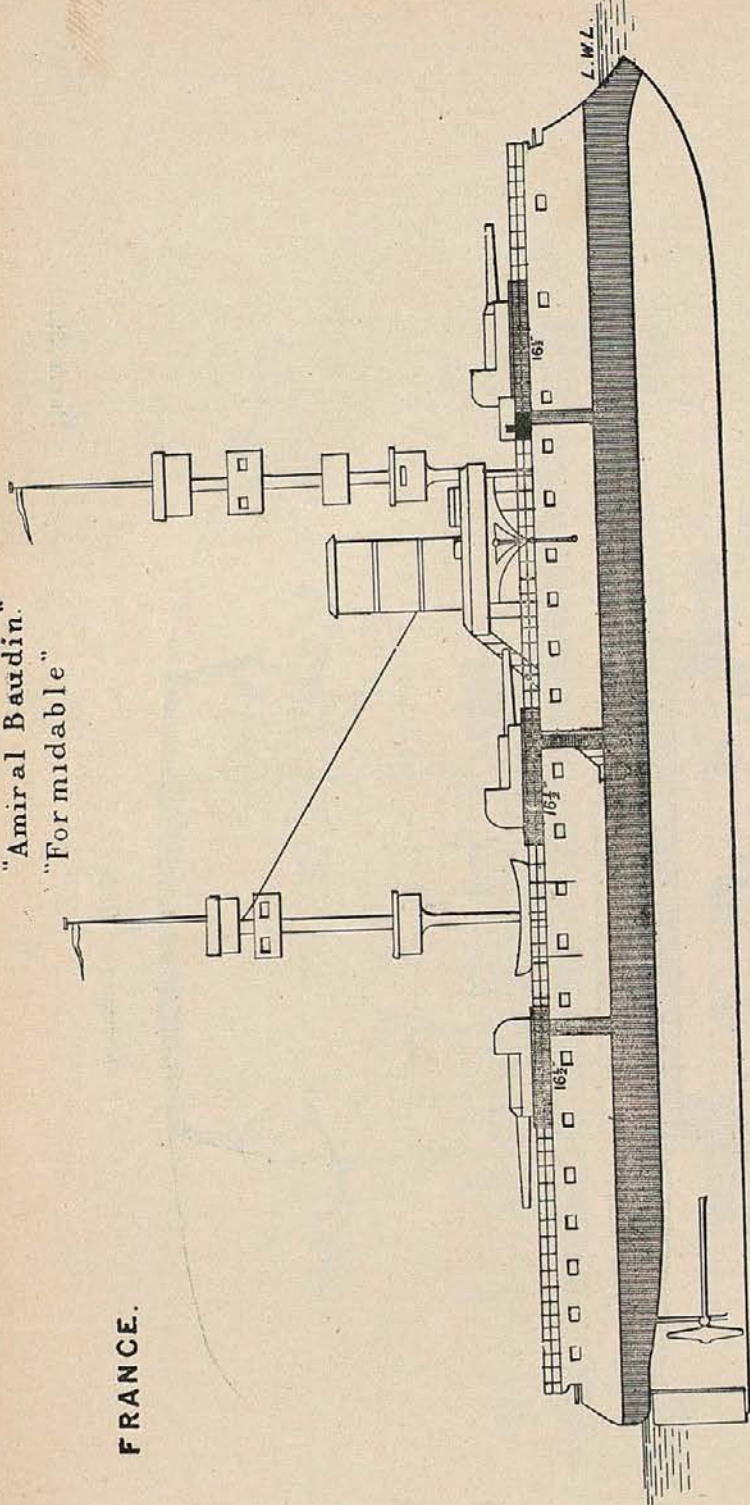 FRANCE.
"Amiral Baudin."
"Formidable"
L.W.L.
16½
16½
16½